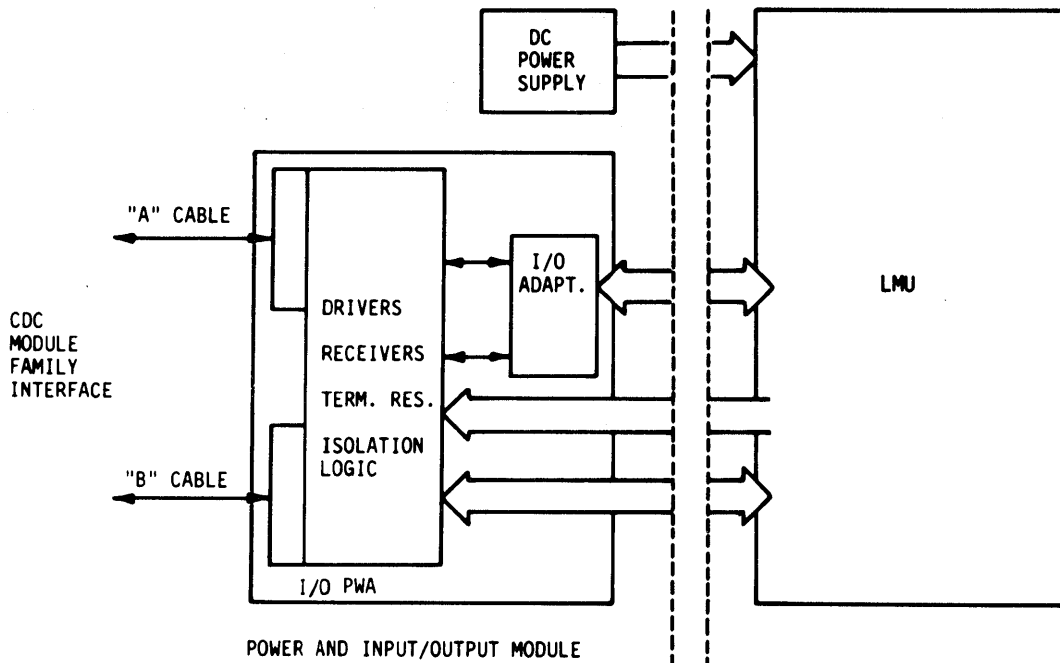 DC
POWER
SUPPLY
"A" CABLE
I/O
ADAPT.
LMU
DRIVERS
CDC
MODULE
FAMILY
INTERFACE
RECEIVERS
TERM. RES.
ISOLATION
LOGIC
"B" CABLE
I/O PWA
POWER AND INPUT/OUTPUT MODULE